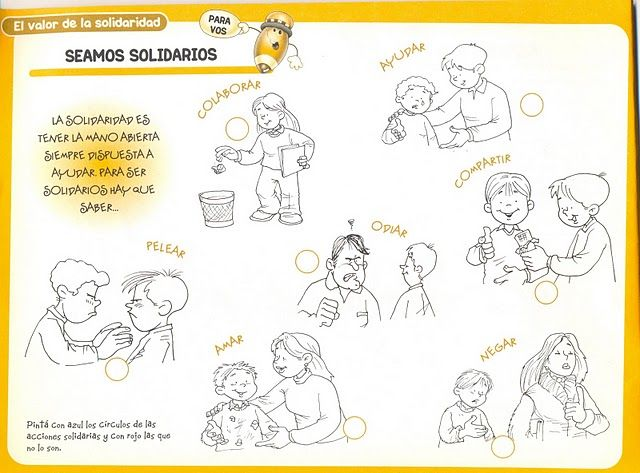 El valor de la solidaridad
PARA
VOS
SEAMOS SOLIDARIOS
LA SOLIDARIDAD ES
TENER LA MANO ABIERTA
SIEMPRE DISPUESTA A
AYUDAR. PARA SER
SOLIDARIOS HAY QUE
SABER...
COLABORAR
AYUDAR
COMPARTIR
PELEAR
ODIAR
AMAR
NEGAR
Pintá con azul los círculos de las
acciones solidarias y con rojo las que
no lo son.